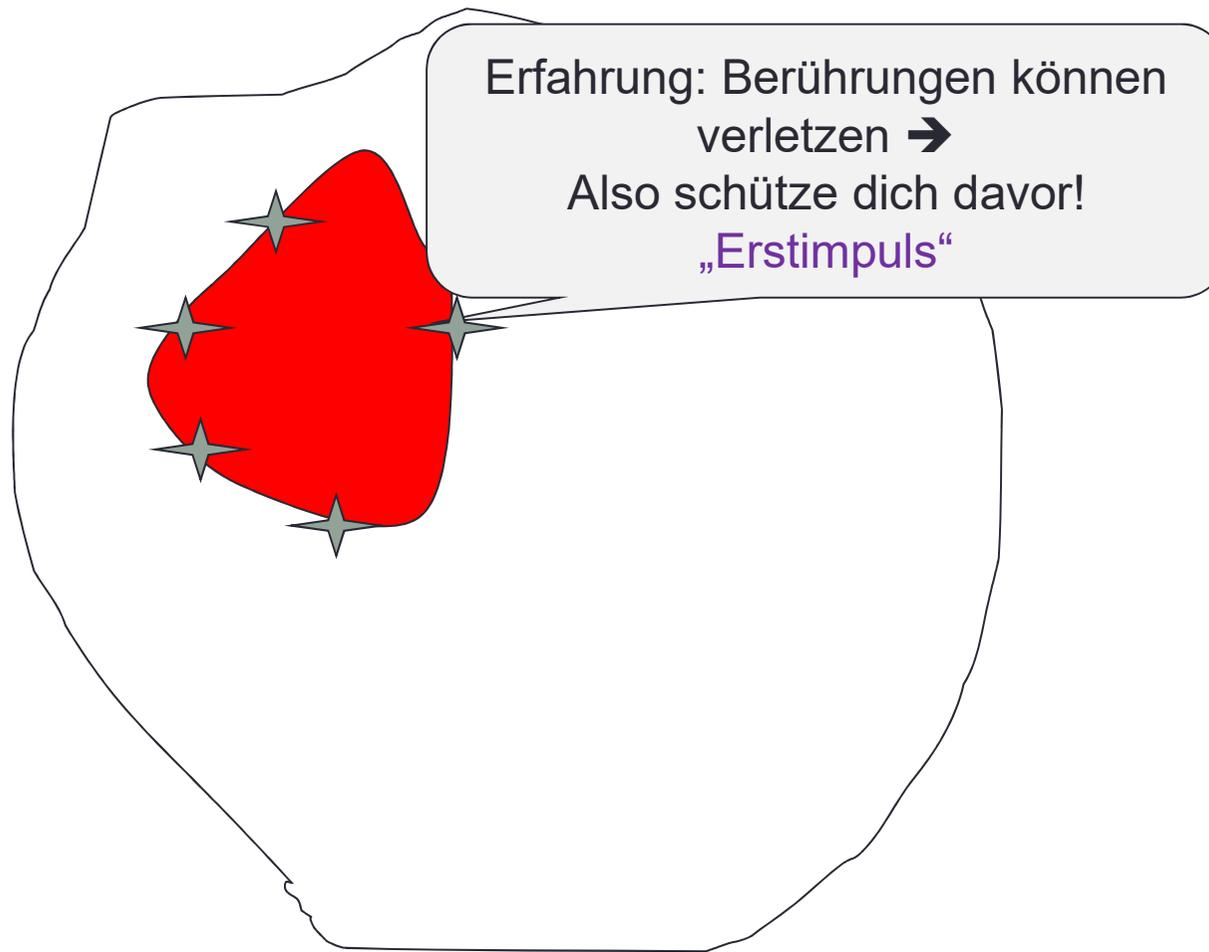 Erfahrung: Berührungen können
verletzen ➔
Also schütze dich davor!
„Erstimpuls“